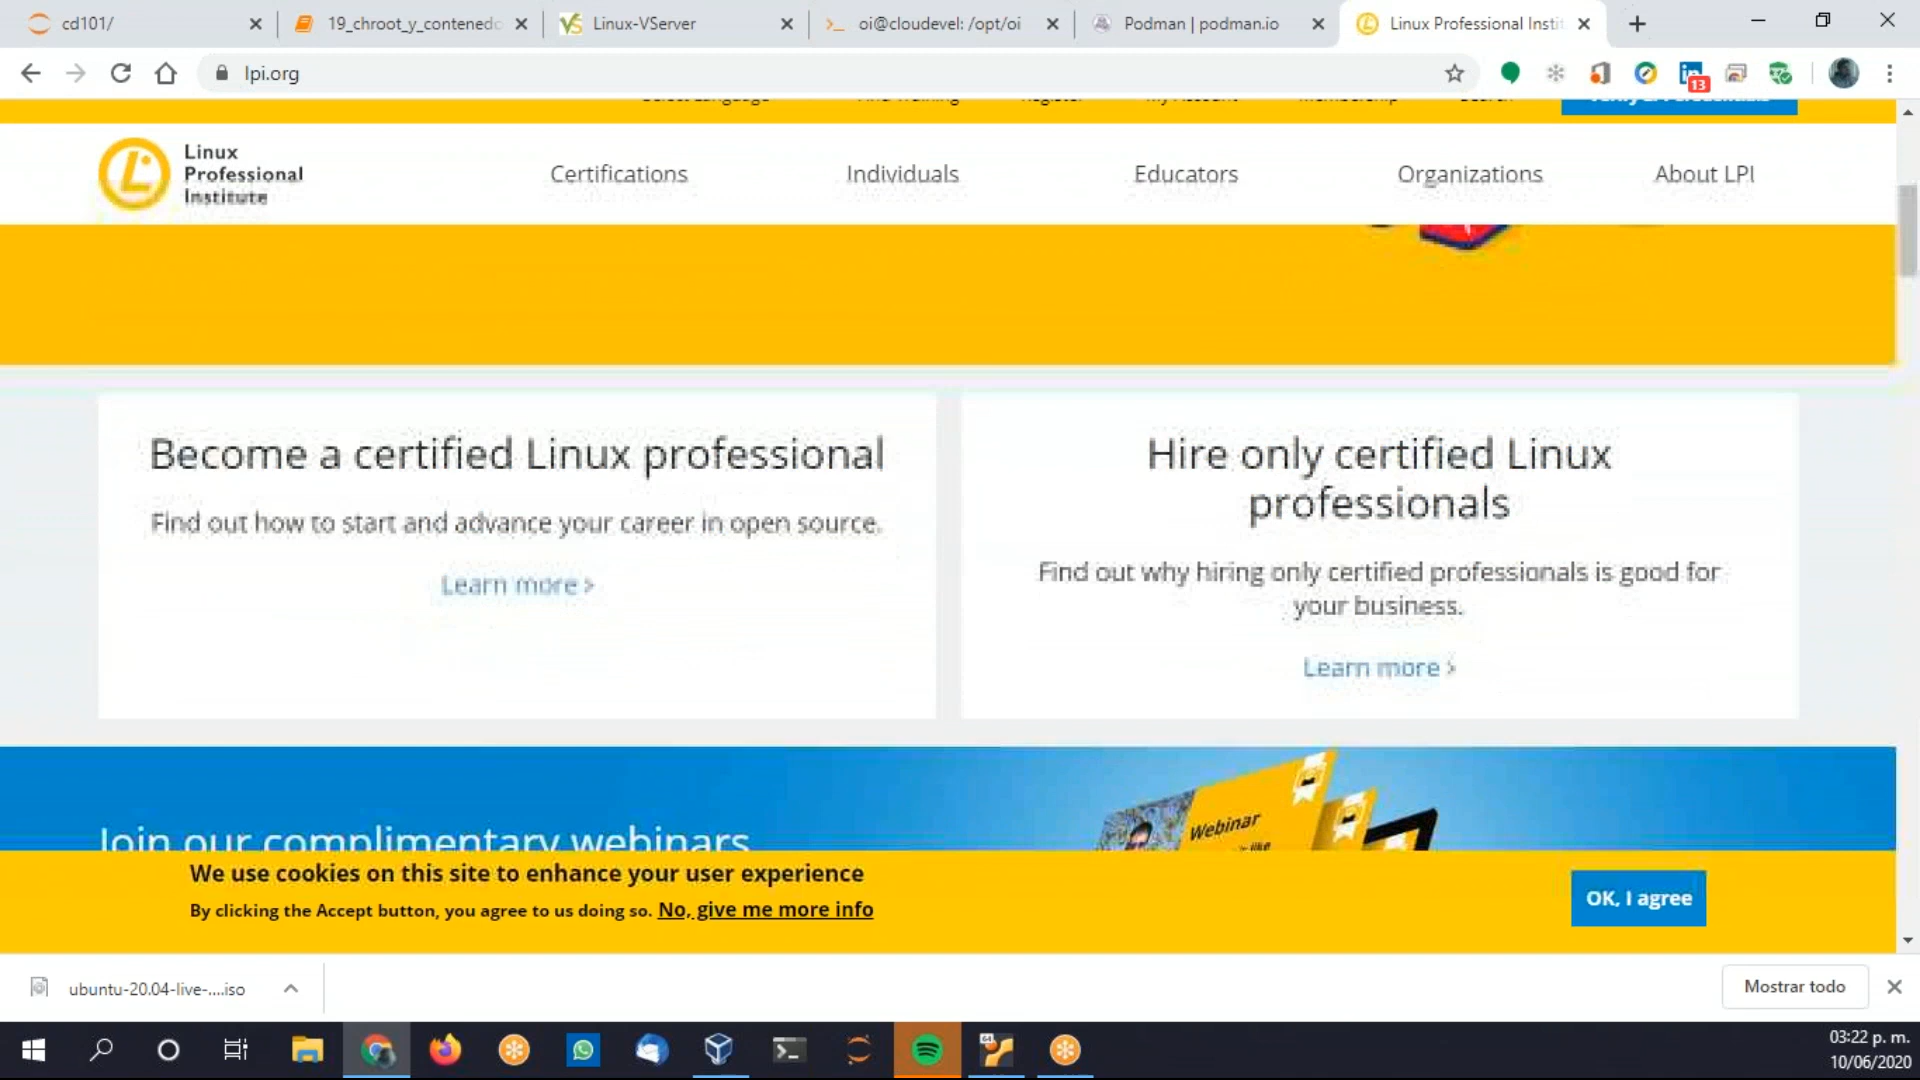 cd101/
19_chroot_y_contenedo
Linux-VServer
oi@cloudevel: /opt/oi
Podman | podman.io
Linux Professional Instit
lpi.org
13
Linux
Professional
Institute
Certifications
Individuals
Educators
Organizations
About LPI
Become a certified Linux professional
Find out how to start and advance your career in open source.
Learn more >
Hire only certified Linux
professionals
Find out why hiring only certified professionals is good for
your business.
Learn more >
Join our complimentary webinars
Webinar
We use cookies on this site to enhance your user experience
By clicking the Accept button, you agree to us doing so. No, give me more info
OK, I agree
ubuntu-20.04-live-....iso
Mostrar todo
03:22 p. m.
10/06/2020